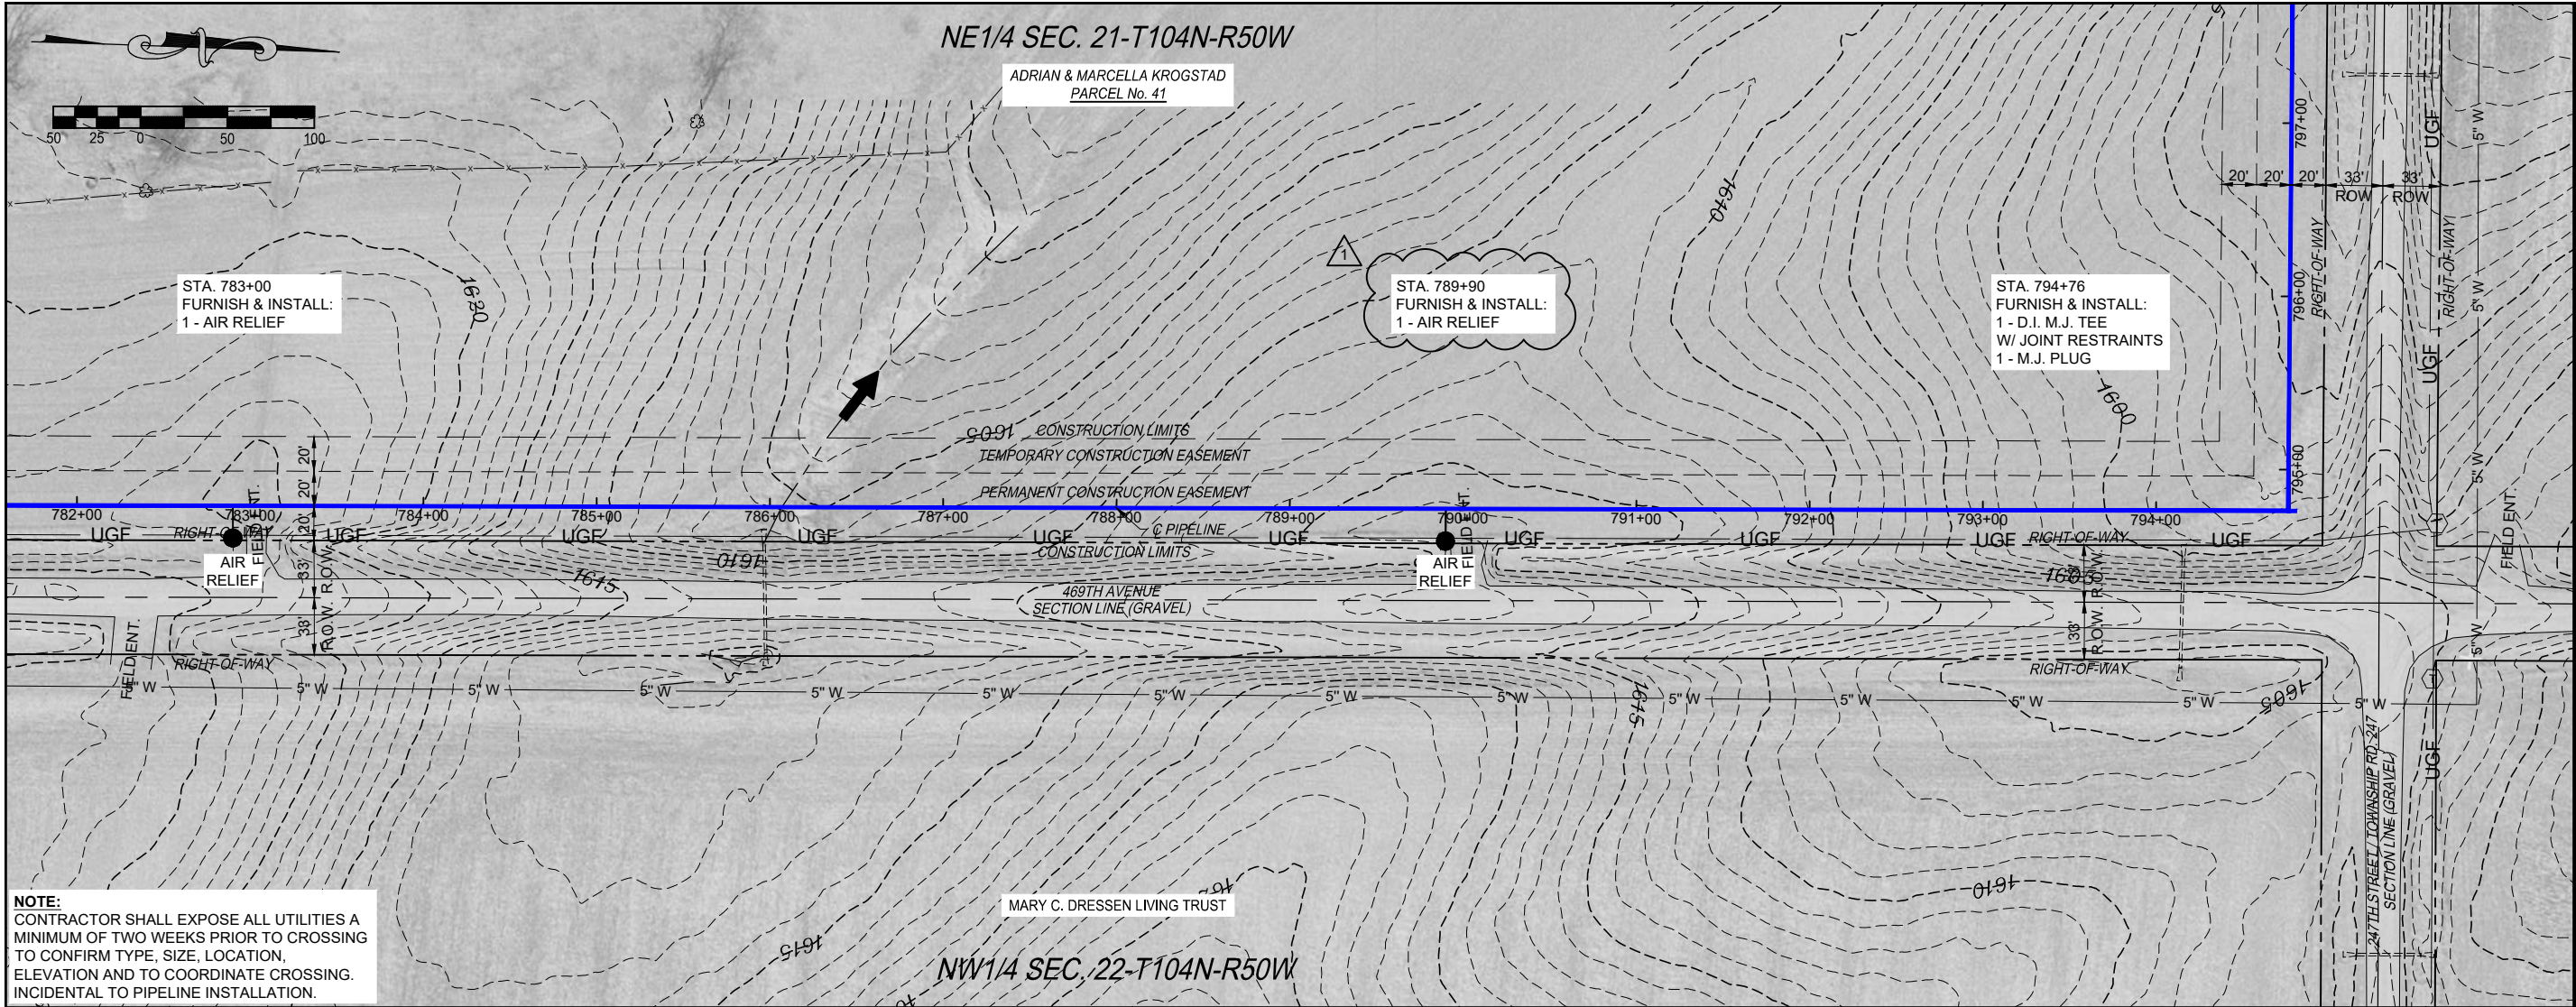 NE1/4 SEC. 21-T104N-R50W
ADRIAN & MARCELLA KROGSTAD
PARCEL No. 41
50 25 0 50 100
1
STA. 783+00
FURNISH & INSTALL:
1 - AIR RELIEF
STA. 789+90
FURNISH & INSTALL:
1 - AIR RELIEF
STA. 794+76
FURNISH & INSTALL:
1 - D.I. M.J. TEE
W/ JOINT RESTRAINTS
1 - M.J. PLUG
1620
1610
1600
1605
797+00
796+00
795+00
20' 20' 20' 33' 33'
ROW ROW
RIGHT-OF-WAY
RIGHT-OF-WAY
UGF
UGF
UGF
5" W
5" W
5" W
5" W
CONSTRUCTION LIMITS
TEMPORARY CONSTRUCTION EASEMENT
PERMANENT CONSTRUCTION EASEMENT
20'
20'
20'
782+00 783+00 784+00 785+00 786+00 787+00 788+00 789+00 790+00 791+00 792+00 793+00 794+00
℄ PIPELINE
UGF UGF UGF UGF UGF UGF UGF UGF UGF UGF
RIGHT-OF-WAY
RIGHT-OF-WAY
CONSTRUCTION LIMITS
FIELD ENT.
FIELD ENT.
FIELD ENT.
FIELD ENT.
AIR
RELIEF
AIR
RELIEF
33' R.O.W.
33' R.O.W.
R.O.W.
33' R.O.W.
1615
1610
1605
469TH AVENUE
SECTION LINE (GRAVEL)
RIGHT-OF-WAY
RIGHT-OF-WAY
5" W 5" W 5" W 5" W 5" W 5" W 5" W 5" W 5" W 5" W 5" W 5" W 5" W 5" W
1615
1605
247TH STREET / TOWNSHIP RD. 247
SECTION LINE (GRAVEL)
1610
1615
MARY C. DRESSEN LIVING TRUST
NW1/4 SEC. 22-T104N-R50W
NOTE:
CONTRACTOR SHALL EXPOSE ALL UTILITIES A
MINIMUM OF TWO WEEKS PRIOR TO CROSSING
TO CONFIRM TYPE, SIZE, LOCATION,
ELEVATION AND TO COORDINATE CROSSING.
INCIDENTAL TO PIPELINE INSTALLATION.